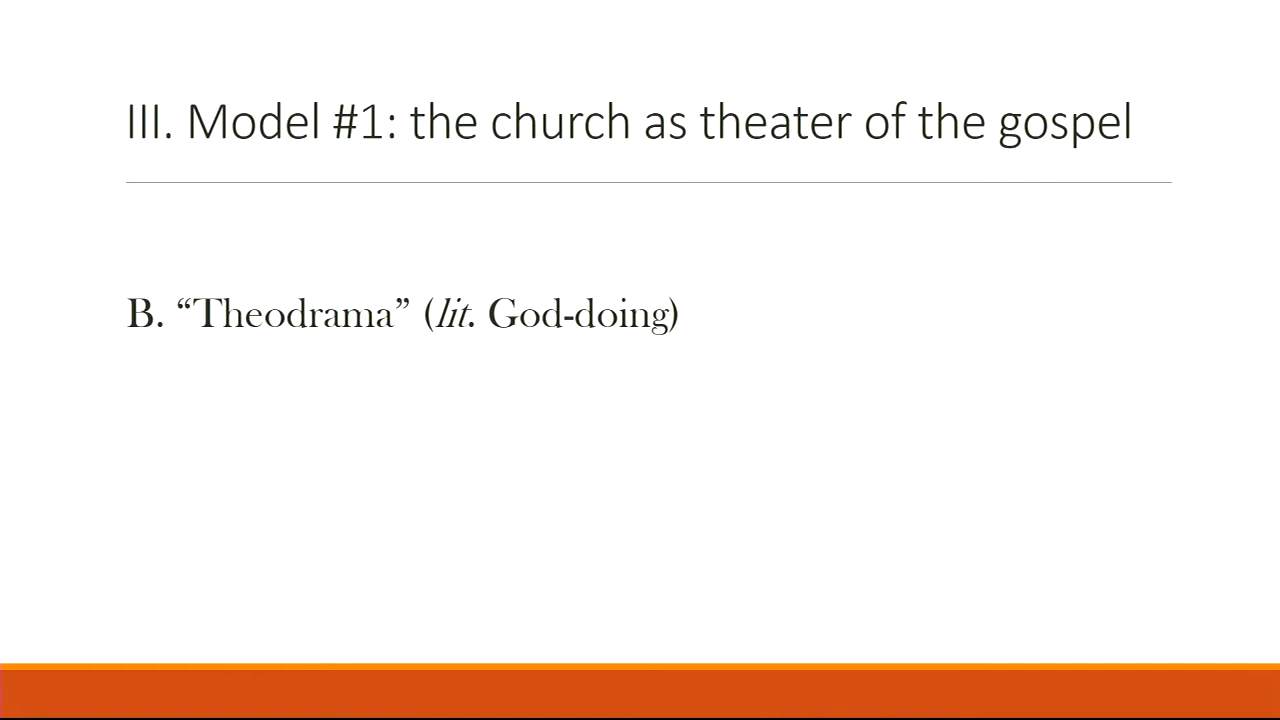 III. Model #1: the church as theater of the gospel
B. “Theodrama” (lit. God-doing)